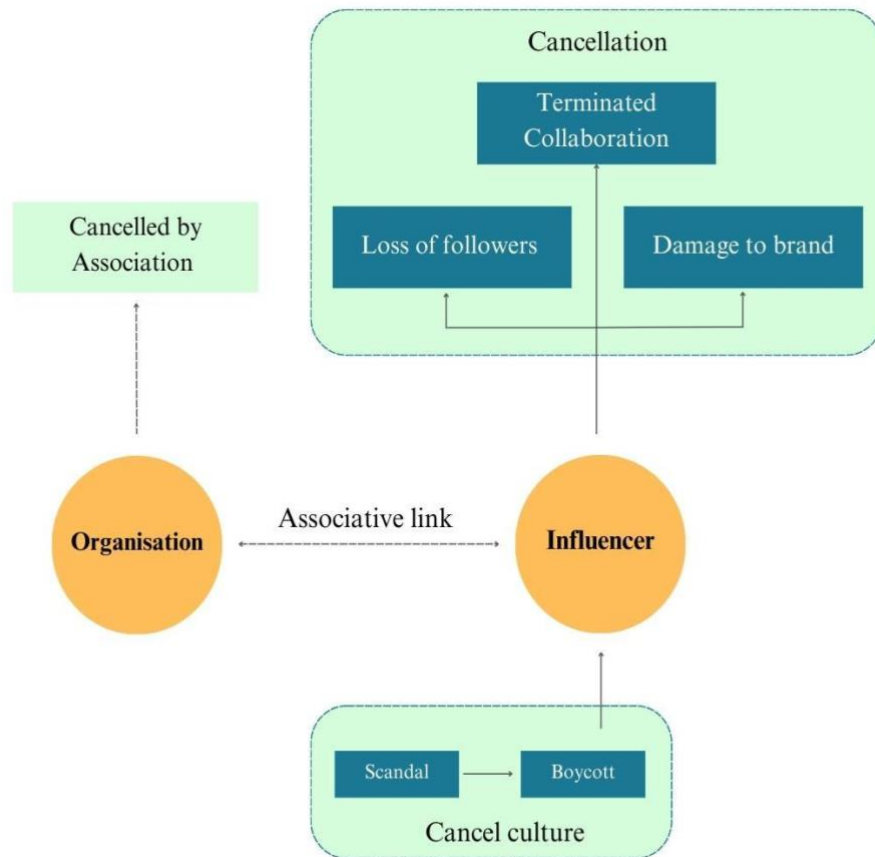 Cancellation
Terminated
Collaboration
Loss of followers
Damage to brand
Cancelled by
Association
Organisation
Associative link
Influencer
Scandal
Boycott
Cancel culture